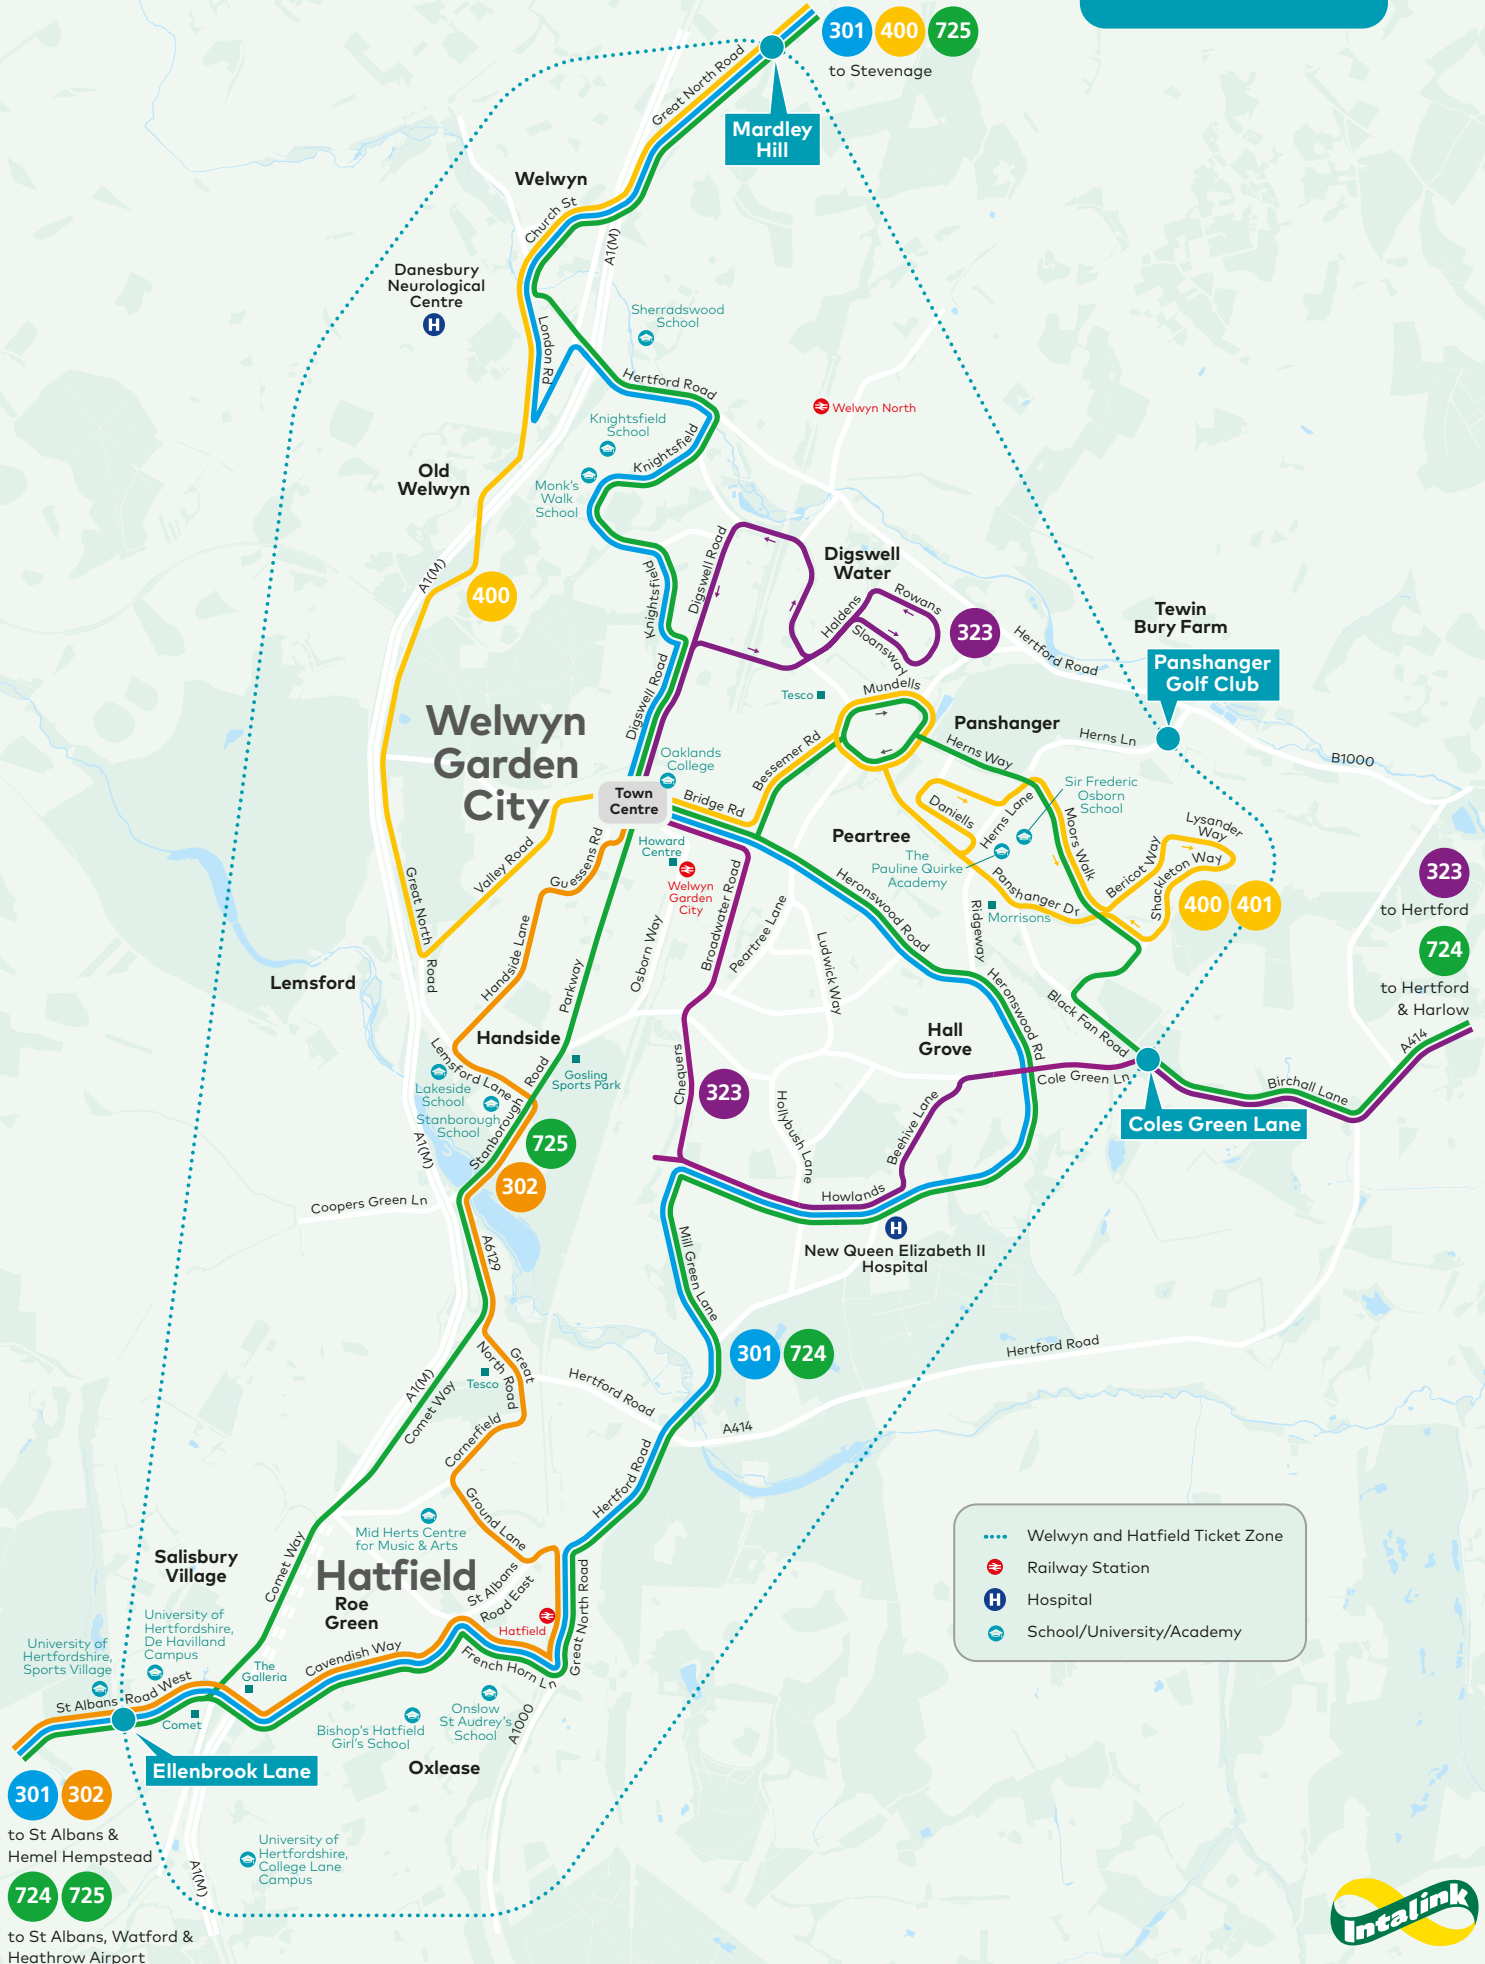 301 400 725
to Stevenage
Great North Road
Mardley
Hill
Welwyn
Church St
A1(M)
Danesbury
Neurological
Centre
H
London Rd
Sherradswood
School
Hertford Road
Welwyn North
Knightsfield
School
Knightsfield
Monk's
Walk
School
Old
Welwyn
A1(M)
400
Knightsfield
Digswell Road
Digswell
Water
Haldens
Rowans
Sloansway
323
Hertford Road
Tewin
Bury Farm
Panshanger
Golf Club
Digswell Road
Tesco
Mundells
Panshanger
Herns Way
Herns Ln
B1000
Welwyn
Garden
City
Oaklands
College
Bessemer Rd
Town
Centre
Bridge Rd
Daniells
Herns Lane
Sir Frederic
Osborn
School
Moors Walk
Lysander
Way
Bericot Way
Shackleton Way
Peartree
The
Pauline Quirke
Academy
Panshanger Dr
Morrisons
Ridgeway
400 401
323
to Hertford
724
to Hertford
& Harlow
Valley Road
Guessens Rd
Howard
Centre
Welwyn
Garden
City
Great North
Road
Handside Lane
Parkway
Osborn Way
Broadwater Road
Peartree Lane
Ludwick Way
Heronswood Road
Heronswood Rd
Black Fan Road
Lemsford
Handside
Hall
Grove
A414
Lemsford Lane
Lakeside
School
Stanborough
School
Stanborough
Road
Gosling
Sports Park
Chequers
323
Hollybush Lane
Beehive Lane
Cole Green Ln
Birchall Lane
Coles Green Lane
725
302
A1(M)
Coopers Green Ln
A6129
Howlands
H
New Queen Elizabeth II
Hospital
Mill Green Lane
301 724
Hertford Road
North Road
Great
Tesco
Hertford Road
A414
A1(M)
Comet Way
Cornerfield
Ground Lane
Hertford Road
Mid Herts Centre
for Music & Arts
Salisbury
Village
Comet Way
Hatfield
Roe
Green
St Albans
Road East
Hatfield
Great North Road
University of
Hertfordshire,
De Havilland
Campus
University of
Hertfordshire,
Sports Village
St Albans Road West
The
Galleria
Comet
Cavendish Way
French Horn Ln
Bishop's Hatfield
Girl's School
Onslow
St Audrey's
School
A1000
Oxlease
Ellenbrook Lane
301 302
to St Albans &
Hemel Hempstead
724 725
to St Albans, Watford &
Heathrow Airport
A1(M)
University of
Hertfordshire,
College Lane
Campus
Welwyn and Hatfield Ticket Zone
Railway Station
H Hospital
School/University/Academy
Intalink